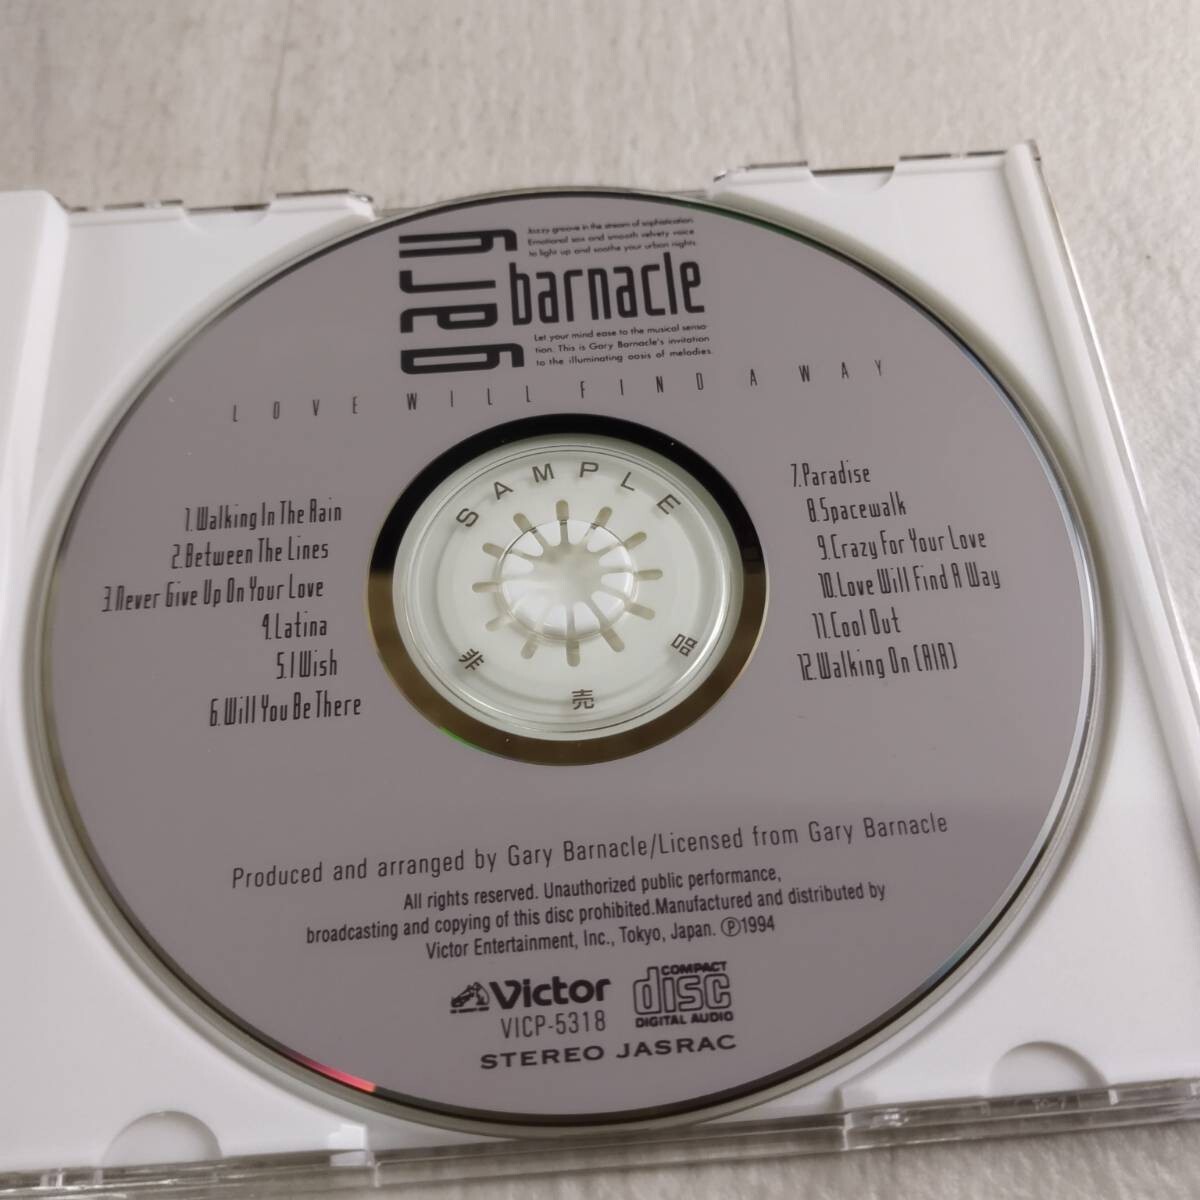 gary
Jazzy groove in the stream of sophistication.
Emotional sax and smooth velvety voice
to light up and soothe your urban nights.
barnacle
Let your mind ease to the musical sensa-
tion. This is Gary Barnacle's invitation
to the illuminating oasis of melodies.
LOVE WILL FIND A WAY
SAMPLE
非売品
1.Walking In The Rain
2.Between The Lines
3.Never Give Up On Your Love
4.Latina
5.I Wish
6.Will You Be There
7.Paradise
8.Spacewalk
9.Crazy For Your Love
10.Love Will Find A Way
11.Cool Out
12.Walking On (AIR)
Produced and arranged by Gary Barnacle/Licensed from Gary Barnacle
All rights reserved. Unauthorized public performance,
broadcasting and copying of this disc prohibited.Manufactured and distributed by
Victor Entertainment, Inc., Tokyo, Japan. Ⓟ1994
Victor
VICP-5318
COMPACT
disc
DIGITAL AUDIO
STEREO JASRAC